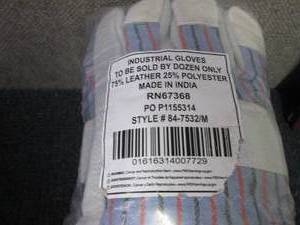 INDUSTRIAL GLOVES
TO BE SOLD BY DOZEN ONLY
75% LEATHER 25% POLYESTER
MADE IN INDIA
RN67368
PO P1155314
STYLE # 84-7532/M
01616314007729